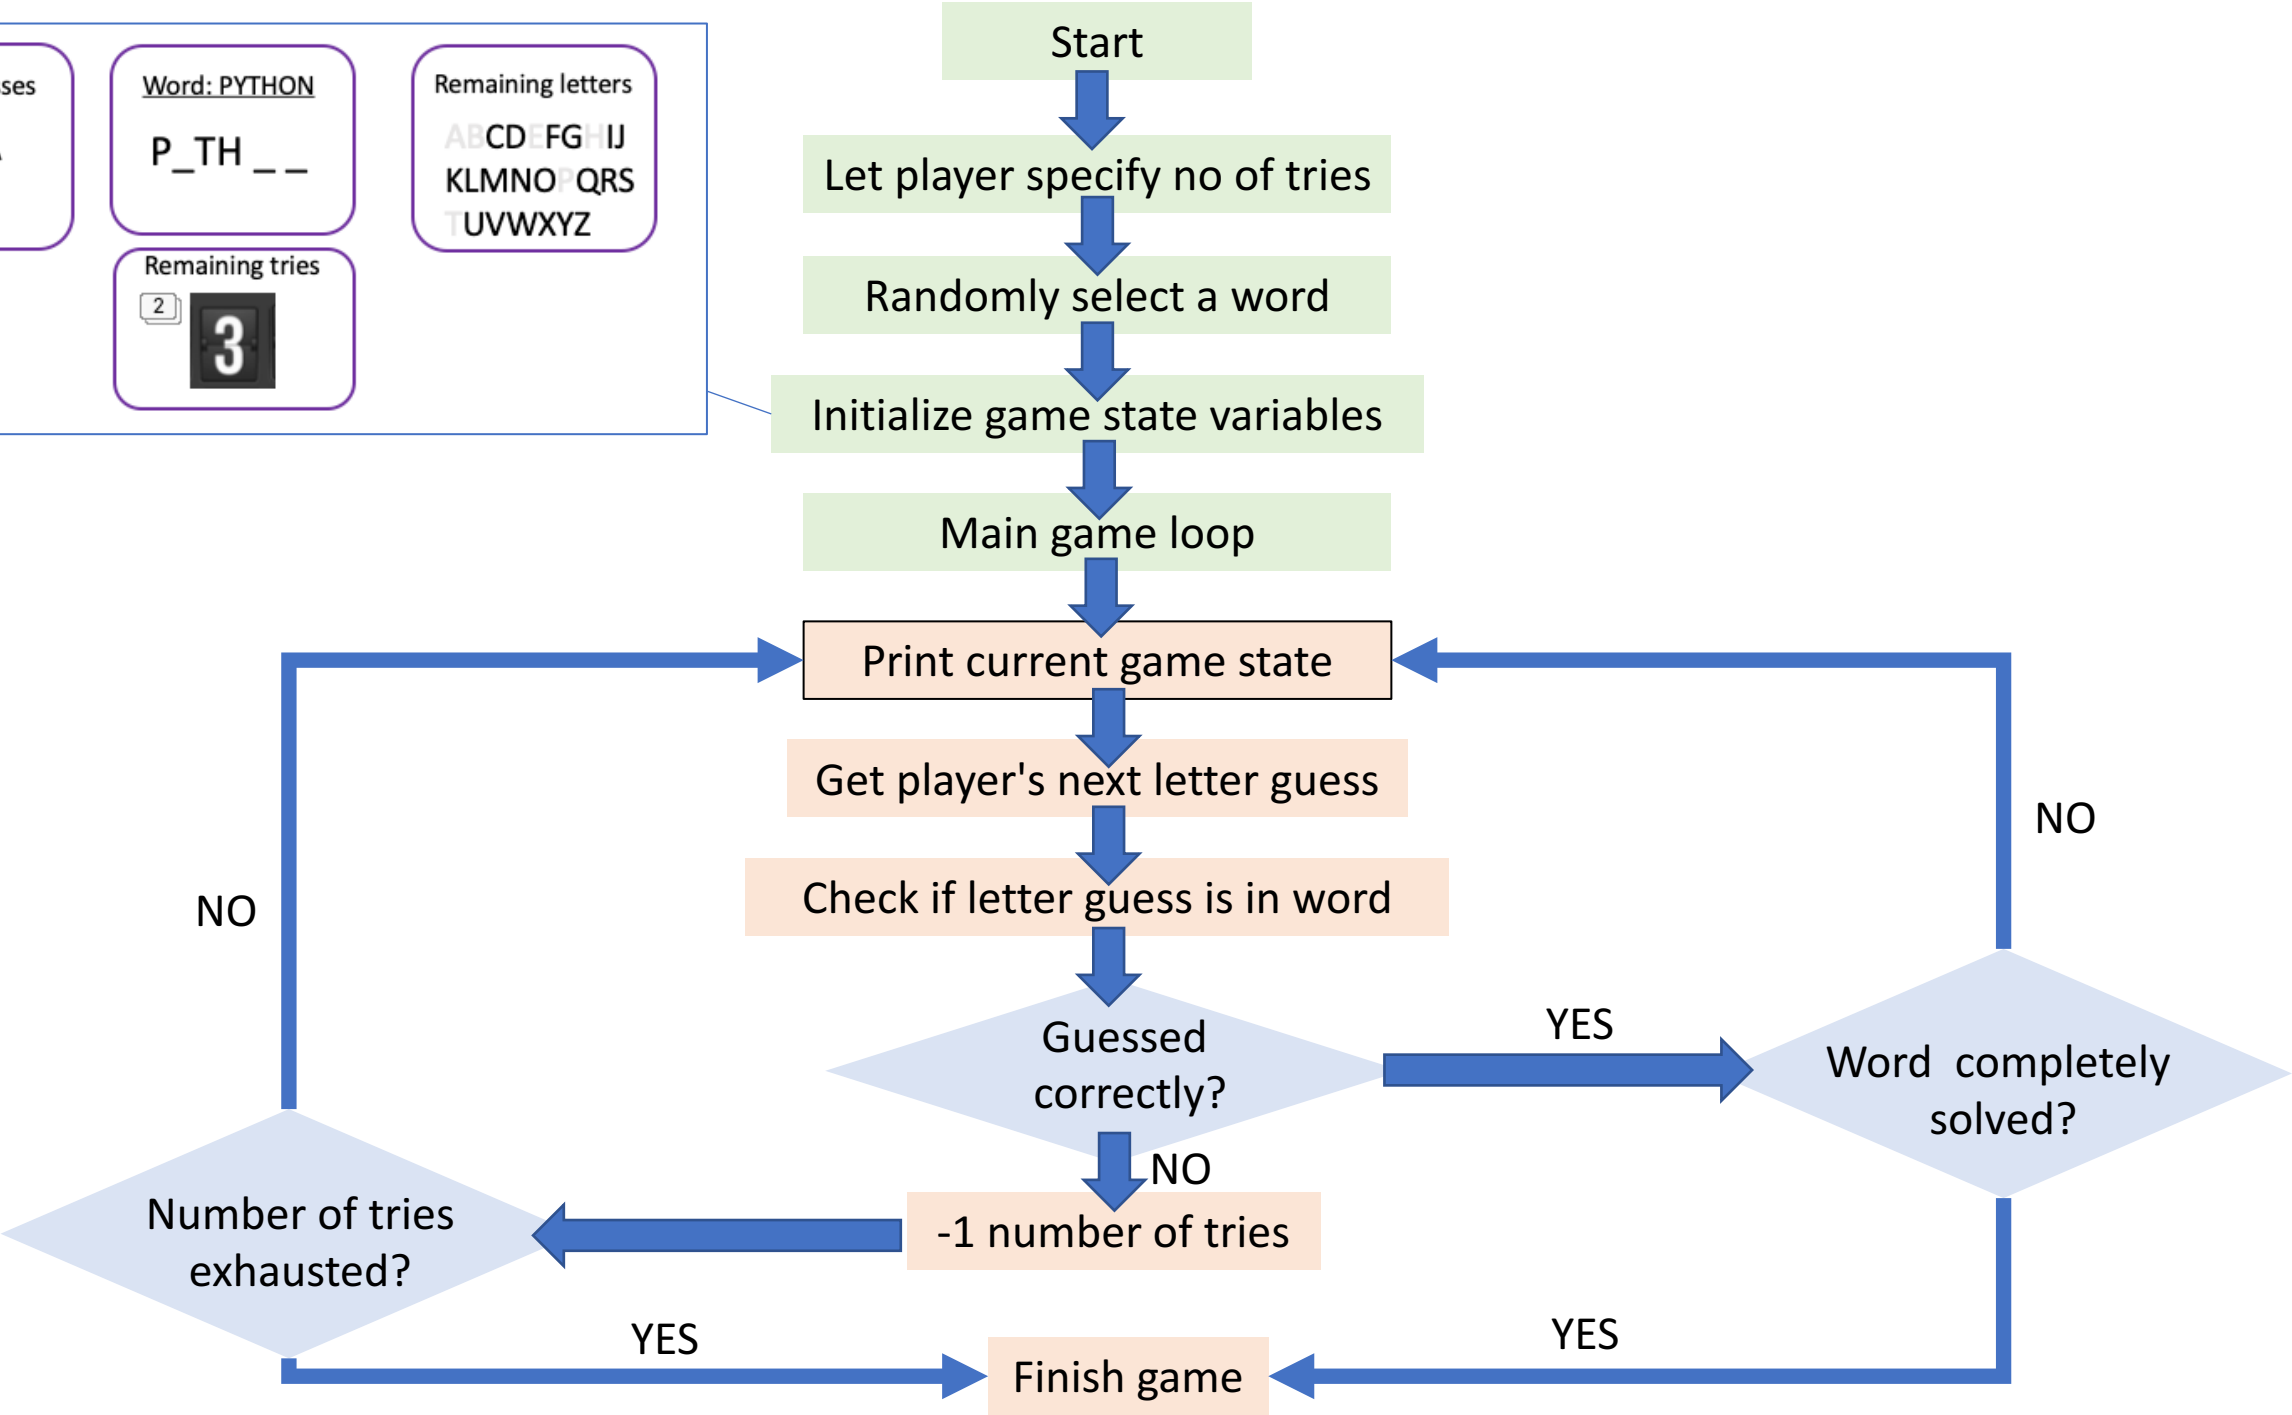 Start
Let player specify no of tries
Randomly select a word
Initialize game state variables
Main game loop
Print current game state
Get player's next letter guess
Check if letter guess is in word
Guessed
correctly?
YES
Word  completely
solved?
NO
YES
NO
-1 number of tries
Number of tries
exhausted?
NO
YES
Finish game
Word: PYTHON
P_TH _ _
Remaining letters
ABCDEFGHIJ
KLMNOPQRS
TUVWXYZ
Remaining tries
2
3